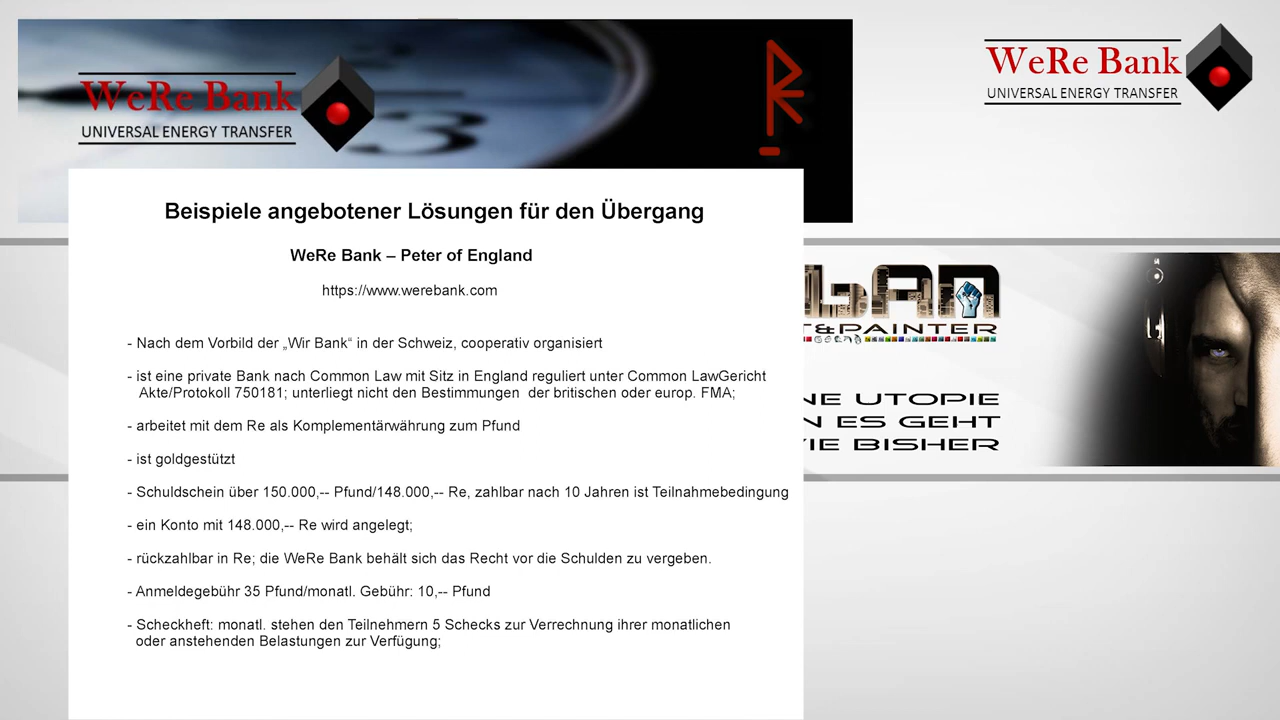 WeRe Bank
UNIVERSAL ENERGY TRANSFER
3
WeRe Bank
UNIVERSAL ENERGY TRANSFER
Beispiele angebotener Lösungen für den Übergang
WeRe Bank – Peter of England
https://www.werebank.com
- Nach dem Vorbild der „Wir Bank“ in der Schweiz, cooperativ organisiert
- ist eine private Bank nach Common Law mit Sitz in England reguliert unter Common LawGericht
Akte/Protokoll 750181; unterliegt nicht den Bestimmungen der britischen oder europ. FMA;
- arbeitet mit dem Re als Komplementärwährung zum Pfund
- ist goldgestützt
- Schuldschein über 150.000,-- Pfund/148.000,-- Re, zahlbar nach 10 Jahren ist Teilnahmebedingung
- ein Konto mit 148.000,-- Re wird angelegt;
- rückzahlbar in Re; die WeRe Bank behält sich das Recht vor die Schulden zu vergeben.
- Anmeldegebühr 35 Pfund/monatl. Gebühr: 10,-- Pfund
- Scheckheft: monatl. stehen den Teilnehmern 5 Schecks zur Verrechnung ihrer monatlichen
oder anstehenden Belastungen zur Verfügung;
&PAINTER
NE UTOPIE
N ES GEHT
IE BISHER